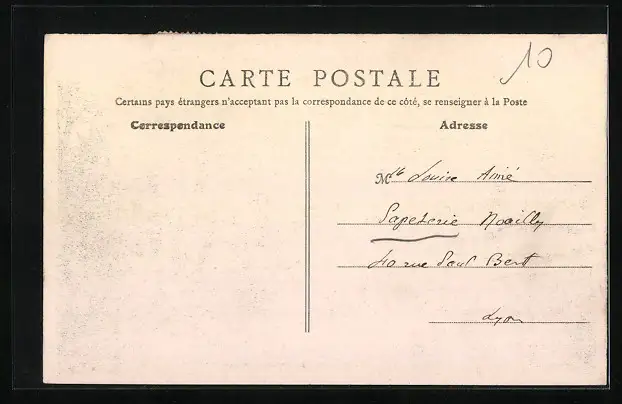 10
CARTE POSTALE
Certains pays étrangers n'acceptant pas la correspondance de ce côté, se renseigner à la Poste
Correspondance
Adresse
Mlle Louise Aimé
Papeterie Noailly
40 rue Paul Bert
Lyon